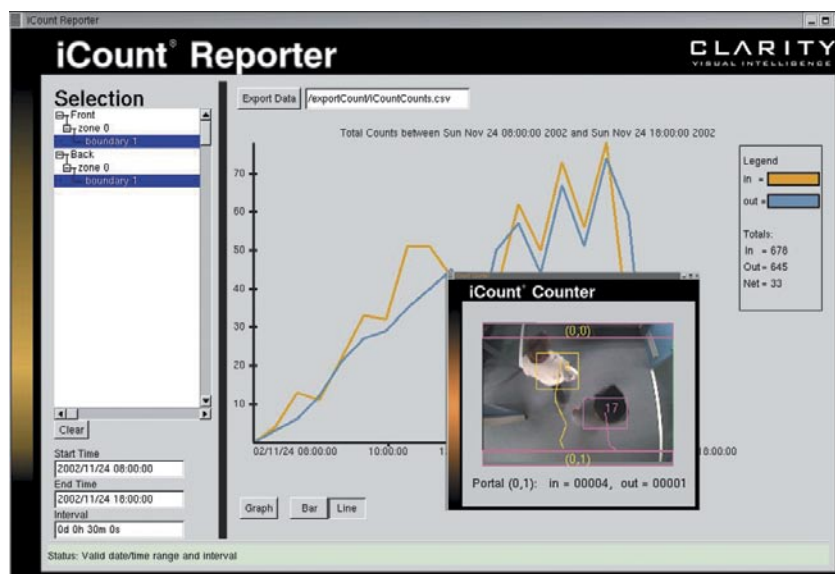 iCount Reporter
iCount® Reporter
CLARITY
VISUAL INTELLIGENCE
Selection
Front
zone 0
boundary 1
Back
zone 0
boundary 1
Clear
Start Time
2002/11/24 08:00:00
End Time
2002/11/24 18:00:00
Interval
0d 0h 30m 0s
Export Data
/exportCount/iCountCounts.csv
Total Counts between Sun Nov 24 08:00:00 2002 and Sun Nov 24 18:00:00 2002
70
60
50
40
30
20
10
02/11/24 08:00:00
10:00:00
18:00:00
Legend
in =
out =
Totals:
In = 678
Out = 645
Net = 33
iCount® Counter
(0,0)
17
(0,1)
Portal (0,1): in = 00004, out = 00001
Graph
Bar
Line
Status: Valid date/time range and interval